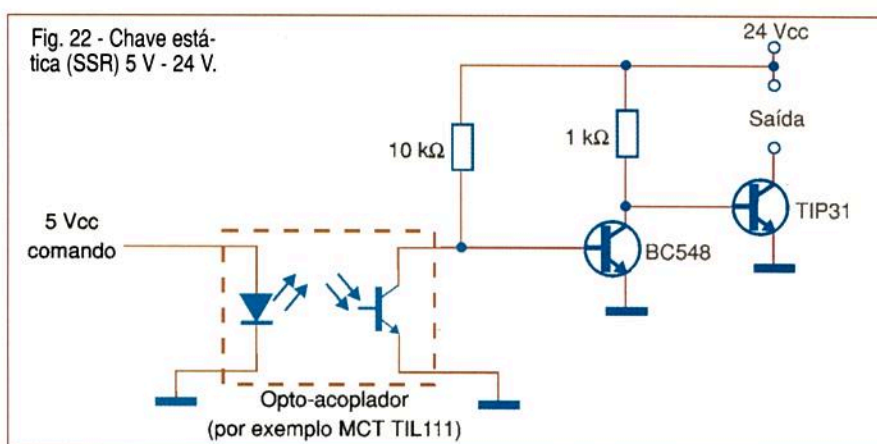 Fig. 22 - Chave está-
tica (SSR) 5 V - 24 V.
24 Vcc
Saída
10 kΩ
1 kΩ
TIP31
BC548
5 Vcc
comando
Opto-acoplador
(por exemplo MCT TIL111)